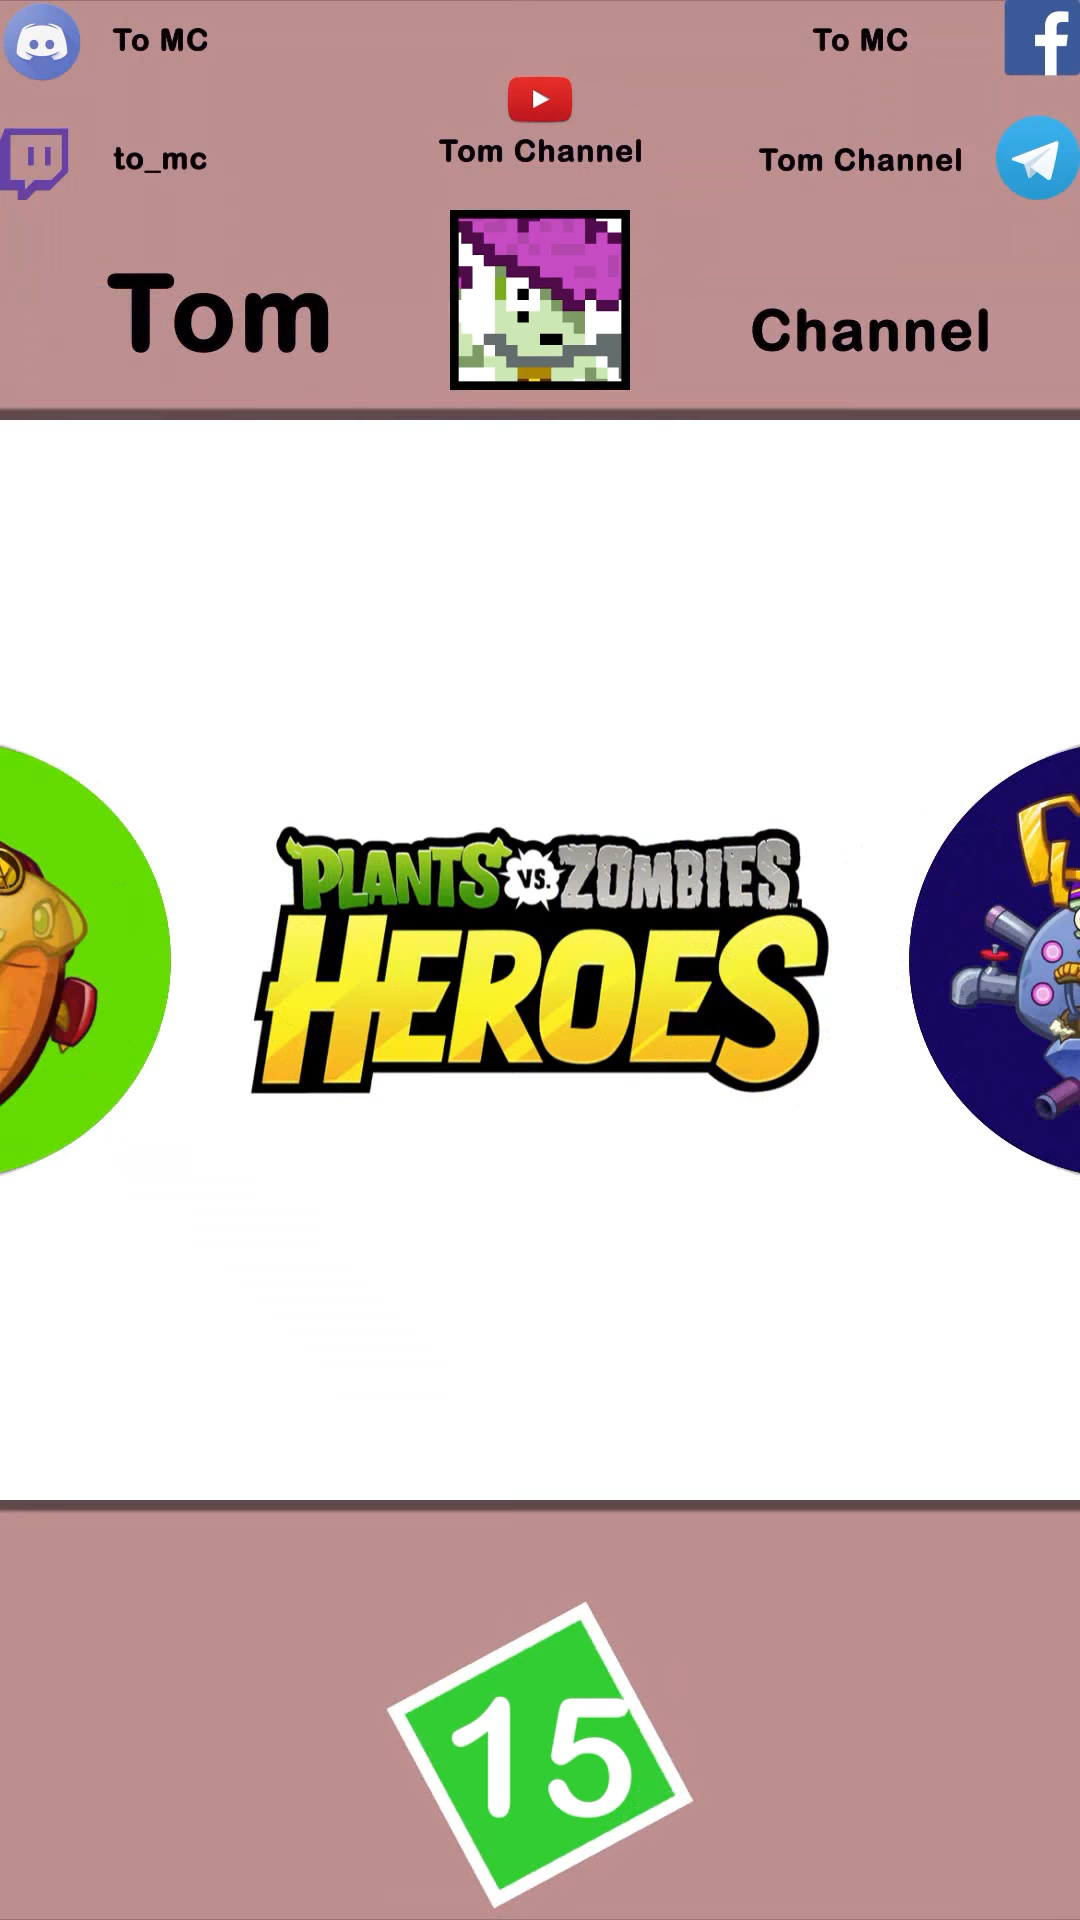 To MC
To MC
to_mc
Tom Channel
Tom Channel
Tom
Channel
PLANTS VS. ZOMBIES
HEROES
15